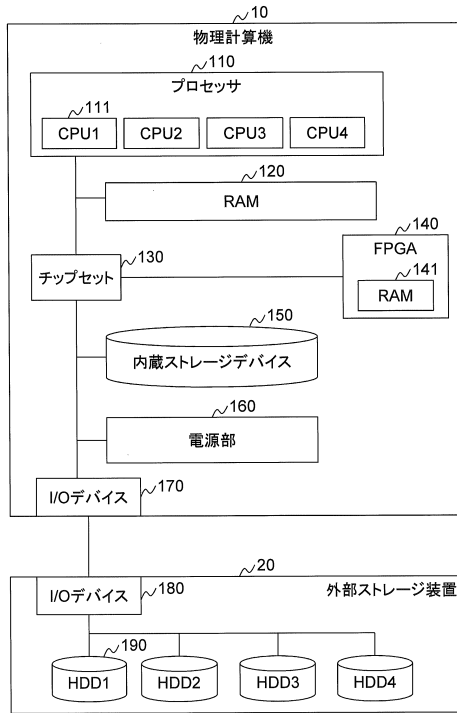 10
物理計算機
110
プロセッサ
111
CPU1 CPU2 CPU3 CPU4
120
RAM
130
チップセット
140
FPGA
141
RAM
150
内蔵ストレージデバイス
160
電源部
170
I/Oデバイス
20
外部ストレージ装置
180
I/Oデバイス
190
HDD1 HDD2 HDD3 HDD4